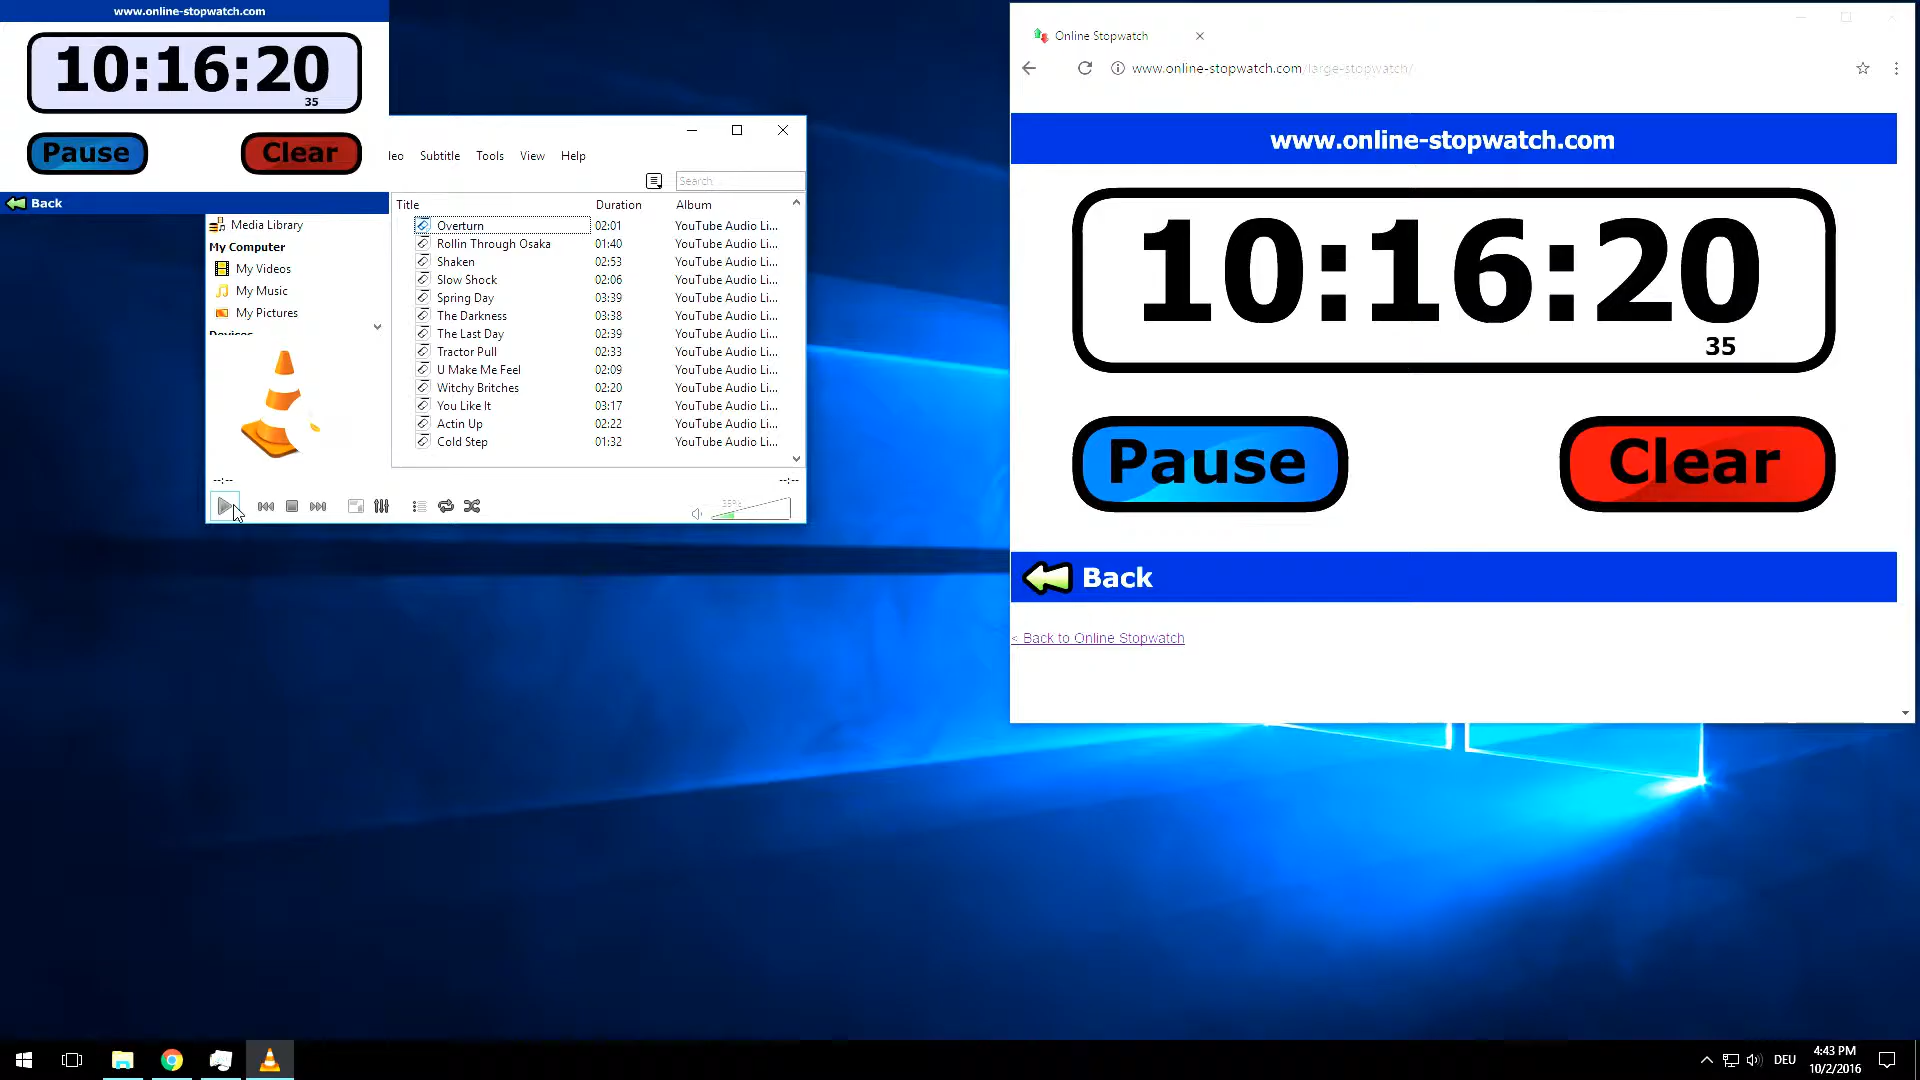 www.online-stopwatch.com
10:16:20
35
Pause Clear
Back
eo Subtitle Tools View Help
Search...
Title Duration Album
Media Library
My Computer
My Videos
My Music
My Pictures
Devices
Overturn 02:01 YouTube Audio Li...
Rollin Through Osaka 01:40 YouTube Audio Li...
Shaken 02:53 YouTube Audio Li...
Slow Shock 02:06 YouTube Audio Li...
Spring Day 03:39 YouTube Audio Li...
The Darkness 03:38 YouTube Audio Li...
The Last Day 02:39 YouTube Audio Li...
Tractor Pull 02:33 YouTube Audio Li...
U Make Me Feel 02:09 YouTube Audio Li...
Witchy Britches 02:20 YouTube Audio Li...
You Like It 03:17 YouTube Audio Li...
Actin Up 02:22 YouTube Audio Li...
Cold Step 01:32 YouTube Audio Li...
--:-- --:--
35%
Online Stopwatch
www.online-stopwatch.com/large-stopwatch/
www.online-stopwatch.com
10:16:20
35
Pause Clear
Back
< Back to Online Stopwatch
DEU
4:43 PM
10/2/2016